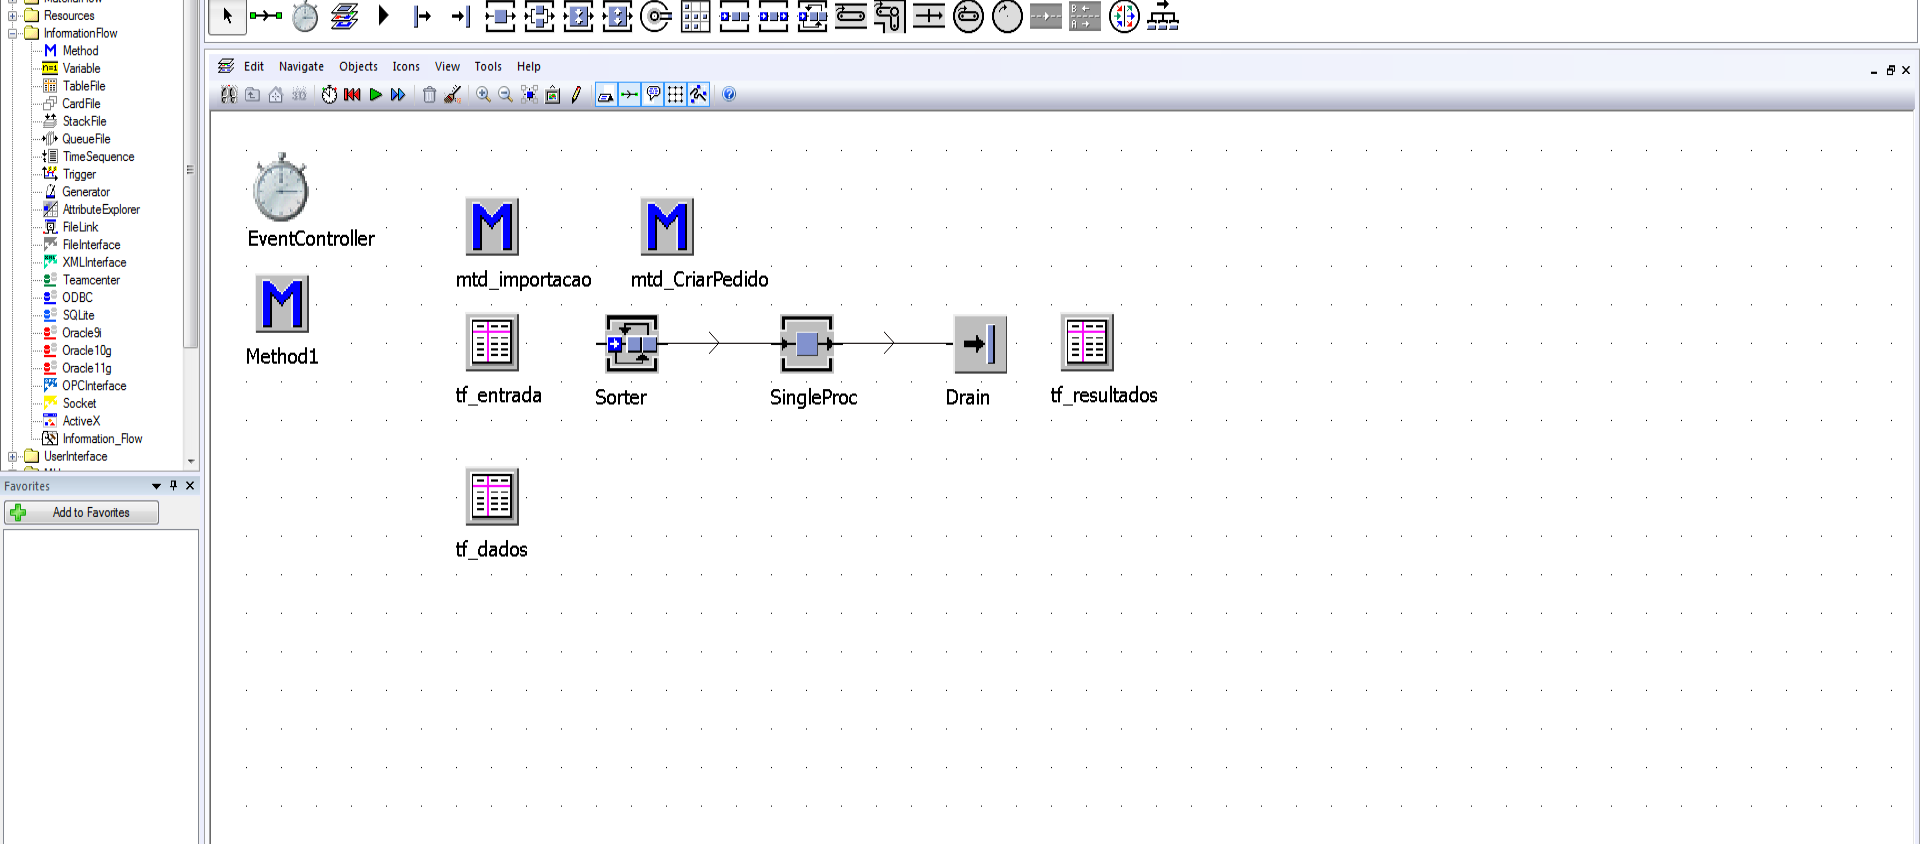 Resources
InformationFlow
Method
Variable
TableFile
CardFile
StackFile
QueueFile
TimeSequence
Trigger
Generator
AttributeExplorer
FileLink
FileInterface
XMLInterface
Teamcenter
ODBC
SQLite
Oracle9i
Oracle10g
Oracle11g
OPCInterface
Socket
ActiveX
Information_Flow
UserInterface
Favorites
Add to Favorites
Edit Navigate Objects Icons View Tools Help
EventController
mtd_importacao mtd_CriarPedido
Method1
tf_entrada Sorter SingleProc Drain tf_resultados
tf_dados